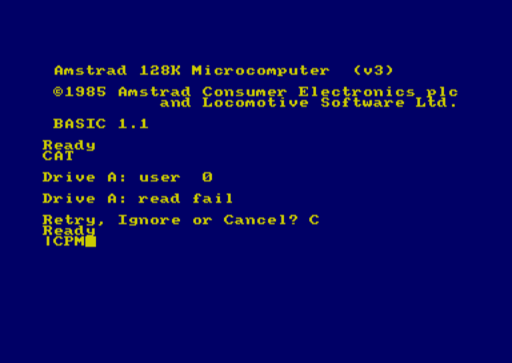 Amstrad 128K Microcomputer (v3)
©1985 Amstrad Consumer Electronics plc
and Locomotive Software Ltd.
BASIC 1.1
Ready
CAT
Drive A: user 0
Drive A: read fail
Retry, Ignore or Cancel? C
Ready
|CPM